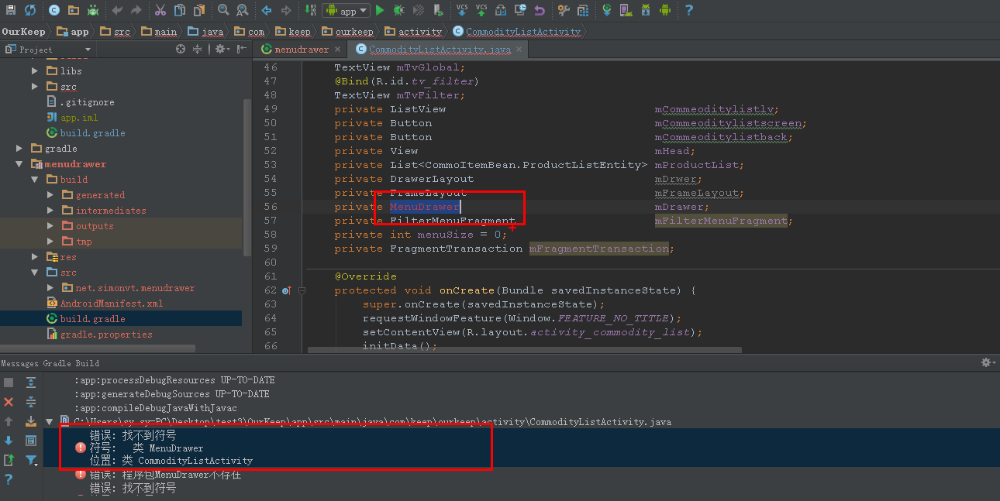 app
OurKeep app src main java com keep ourkeep activity CommodityListActivity
Project
menudrawer
CommodityListActivity.java
libs
src
.gitignore
app.iml
build.gradle
gradle
menudrawer
build
generated
intermediates
outputs
tmp
res
src
net.simonvt.menudrawer
AndroidManifest.xml
build.gradle
gradle.properties
46 TextView mTvGlobal;
47 @Bind(R.id.tv_filter)
48 TextView mTvFilter;
49 private ListView mCommeoditylistlv;
50 private Button mCommeoditylistscreen;
51 private Button mCommeoditylistback;
52 private View mHead;
53 private List<CommoItemBean.ProductListEntity> mProductList;
54 private DrawerLayout mDrwer;
55 private FrameLayout mFrameLayout;
56 private MenuDrawer mDrawer;
57 private FilterMenuFragment mFilterMenuFragment;
58 private int menuSize = 0;
59 private FragmentTransaction mFragmentTransaction;
60
61 @Override
62 protected void onCreate(Bundle savedInstanceState) {
63 super.onCreate(savedInstanceState);
64 requestWindowFeature(Window.FEATURE_NO_TITLE);
65 setContentView(R.layout.activity_commodity_list);
66 initData();
Messages Gradle Build
:app:processDebugResources UP-TO-DATE
:app:generateDebugSources UP-TO-DATE
:app:compileDebugJavaWithJavac
C:\Users\sy.sy-PC\Desktop\test3\OurKeep\app\src\main\java\com\keep\ourkeep\activity\CommodityListActivity.java
错误: 找不到符号
符号: 类 MenuDrawer
位置: 类 CommodityListActivity
错误: 程序包MenuDrawer不存在
错误: 找不到符号